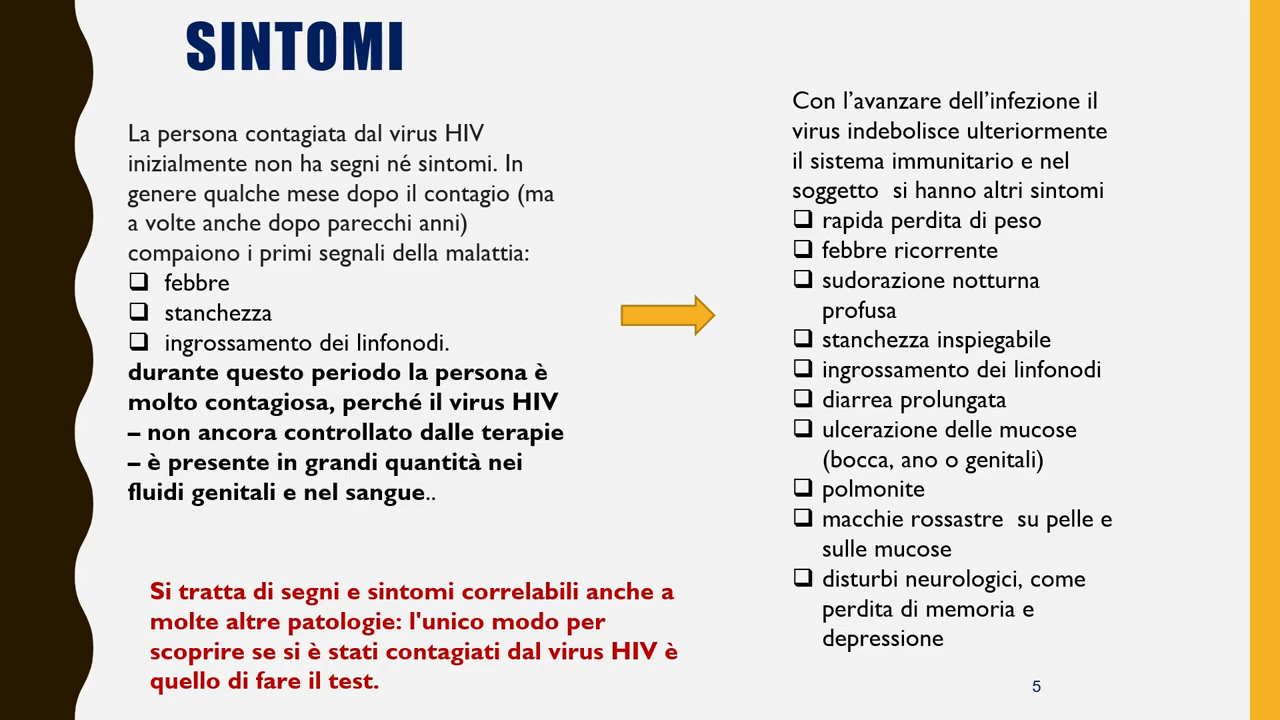 SINTOMI
La persona contagiata dal virus HIV
inizialmente non ha segni né sintomi. In
genere qualche mese dopo il contagio (ma
a volte anche dopo parecchi anni)
compaiono i primi segnali della malattia:
❑ febbre
❑ stanchezza
❑ ingrossamento dei linfonodi.
durante questo periodo la persona è
molto contagiosa, perché il virus HIV
– non ancora controllato dalle terapie
– è presente in grandi quantità nei
fluidi genitali e nel sangue..
Si tratta di segni e sintomi correlabili anche a
molte altre patologie: l'unico modo per
scoprire se si è stati contagiati dal virus HIV è
quello di fare il test.
Con l’avanzare dell’infezione il
virus indebolisce ulteriormente
il sistema immunitario e nel
soggetto si hanno altri sintomi
❑ rapida perdita di peso
❑ febbre ricorrente
❑ sudorazione notturna
profusa
❑ stanchezza inspiegabile
❑ ingrossamento dei linfonodi
❑ diarrea prolungata
❑ ulcerazione delle mucose
(bocca, ano o genitali)
❑ polmonite
❑ macchie rossastre su pelle e
sulle mucose
❑ disturbi neurologici, come
perdita di memoria e
depressione
5